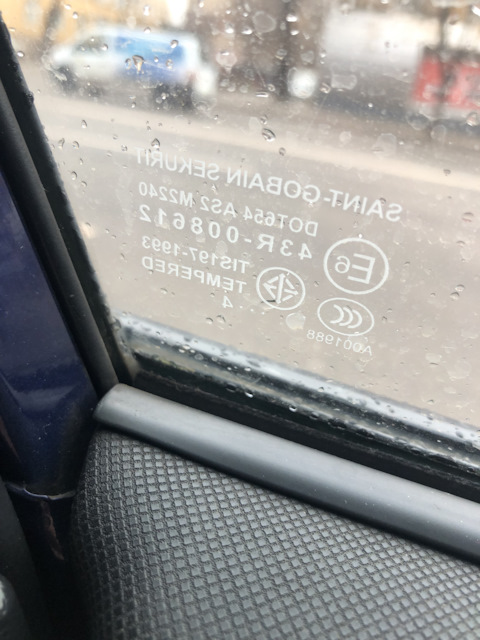 SAINT-GOBAIN SEKURIT
DOT654 AS2 M2240
43R-008612
E6
TIS197-1993
TEMPERED
4
A001988